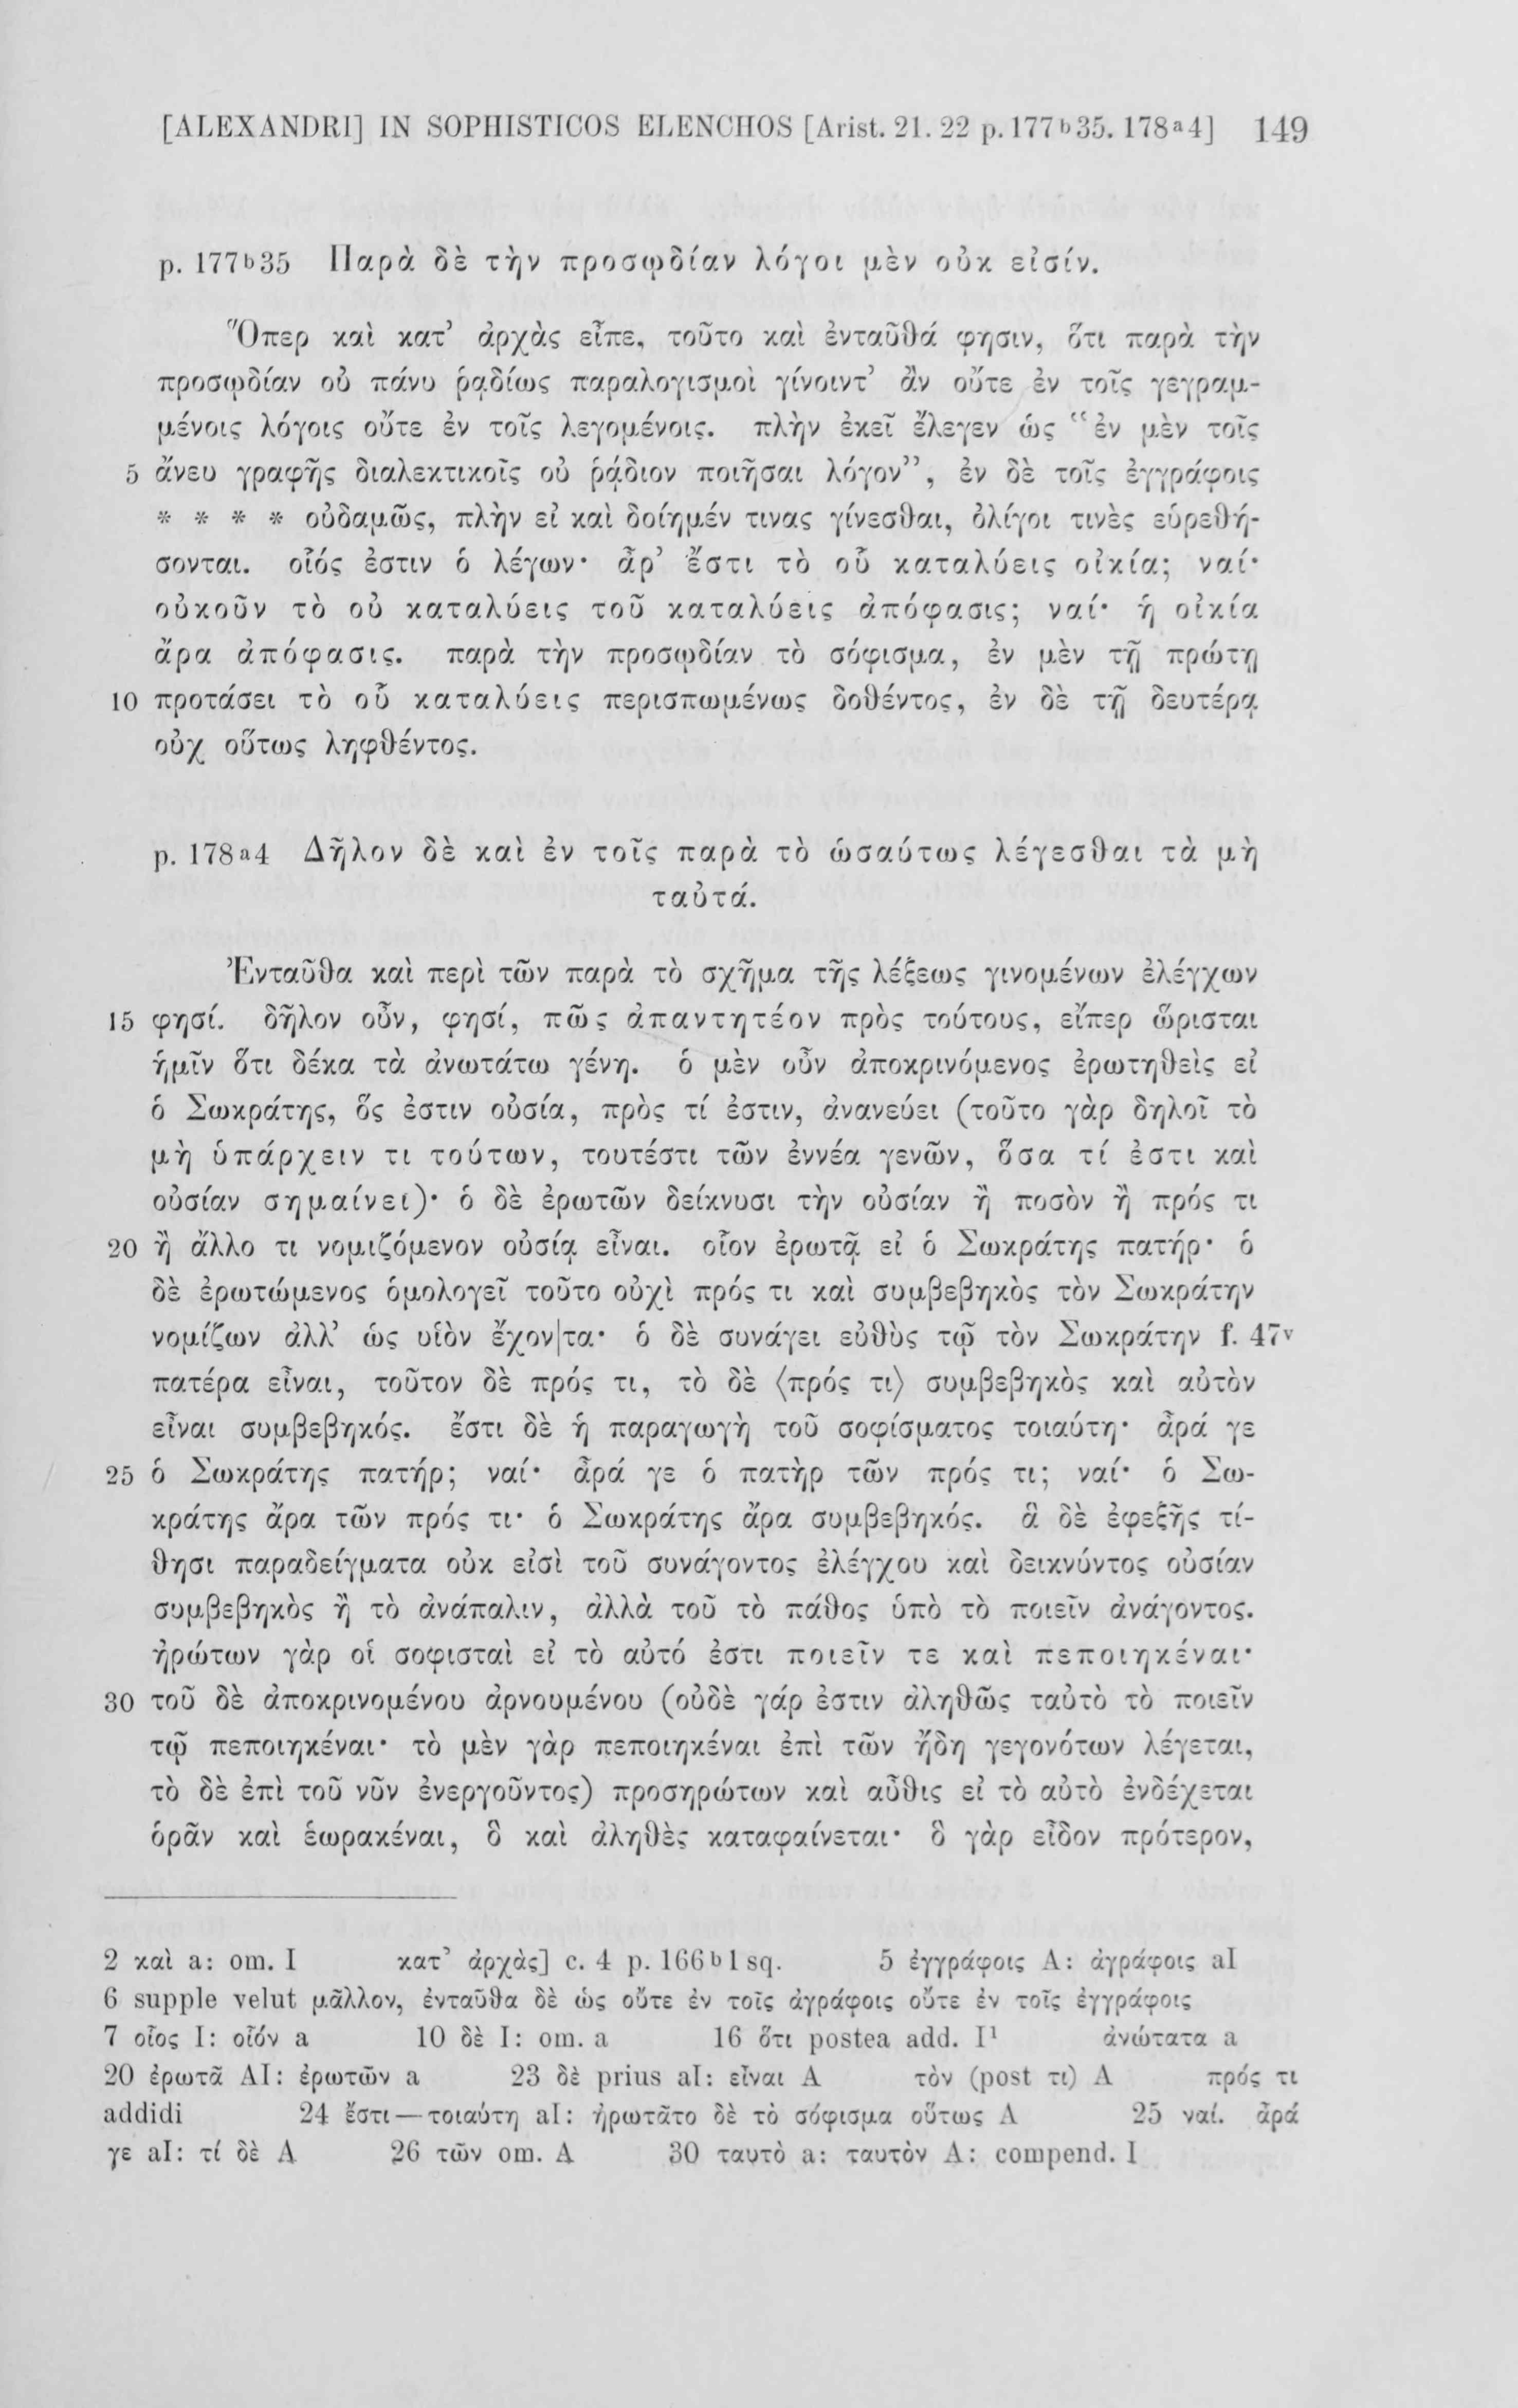 [ALEXANDRI] IN SOPHISTICOS ELENCHOS [Arist. 21. 22 p. 177ᵇ35. 178ᵃ4] 149
p. 177ᵇ35 Παρὰ δὲ τὴν προσῳδίαν λόγοι μὲν οὐκ εἰσίν.
Ὅπερ καὶ κατ’ ἀρχὰς εἶπε, τοῦτο καὶ ἐνταῦθά φησιν, ὅτι παρὰ τὴν
προσῳδίαν οὐ πάνυ ῥᾳδίως παραλογισμοὶ γίνοιντ’ ἂν οὔτε ἐν τοῖς γεγραμ-
μένοις λόγοις οὔτε ἐν τοῖς λεγομένοις. πλὴν ἐκεῖ ἔλεγεν ὡς “ἐν μὲν τοῖς
5 ἄνευ γραφῆς διαλεκτικοῖς οὐ ῥᾴδιον ποιῆσαι λόγον”, ἐν δὲ τοῖς ἐγγράφοις
* * * * οὐδαμῶς, πλὴν εἰ καὶ δοίημέν τινας γίνεσθαι, ὀλίγοι τινὲς εὑρεθή-
σονται. οἷός ἐστιν ὁ λέγων· ἆρ’ ἔστι τὸ οὗ καταλύεις οἰκία; ναί·
οὐκοῦν τὸ οὐ καταλύεις τοῦ καταλύεις ἀπόφασις; ναί· ἡ οἰκία
ἄρα ἀπόφασις. παρὰ τὴν προσῳδίαν τὸ σόφισμα, ἐν μὲν τῇ πρώτῃ
10 προτάσει τὸ οὗ καταλύεις περισπωμένως δοθέντος, ἐν δὲ τῇ δευτέρᾳ
οὐχ οὕτως ληφθέντος.
p. 178ᵃ4 Δῆλον δὲ καὶ ἐν τοῖς παρὰ τὸ ὡσαύτως λέγεσθαι τὰ μὴ
ταὐτά.
Ἐνταῦθα καὶ περὶ τῶν παρὰ τὸ σχῆμα τῆς λέξεως γινομένων ἐλέγχων
15 φησί. δῆλον οὖν, φησί, πῶς ἀπαντητέον πρὸς τούτους, εἴπερ ὥρισται
ἡμῖν ὅτι δέκα τὰ ἀνωτάτω γένη. ὁ μὲν οὖν ἀποκρινόμενος ἐρωτηθεὶς εἰ
ὁ Σωκράτης, ὅς ἐστιν οὐσία, πρὸς τί ἐστιν, ἀνανεύει (τοῦτο γὰρ δηλοῖ τὸ
μὴ ὑπάρχειν τι τούτων, τουτέστι τῶν ἐννέα γενῶν, ὅσα τί ἐστι καὶ
οὐσίαν σημαίνει)· ὁ δὲ ἐρωτῶν δείκνυσι τὴν οὐσίαν ἢ ποσὸν ἢ πρός τι
20 ἢ ἄλλο τι νομιζόμενον οὐσίᾳ εἶναι. οἷον ἐρωτᾷ εἰ ὁ Σωκράτης πατήρ· ὁ
δὲ ἐρωτώμενος ὁμολογεῖ τοῦτο οὐχὶ πρός τι καὶ συμβεβηκὸς τὸν Σωκράτην
νομίζων ἀλλ’ ὡς υἱὸν ἔχον|τα· ὁ δὲ συνάγει εὐθὺς τῷ τὸν Σωκράτην f. 47ᵛ
πατέρα εἶναι, τοῦτον δὲ πρός τι, τὸ δὲ ⟨πρός τι⟩ συμβεβηκὸς καὶ αὐτὸν
εἶναι συμβεβηκός. ἔστι δὲ ἡ παραγωγὴ τοῦ σοφίσματος τοιαύτη· ἆρά γε
25 ὁ Σωκράτης πατήρ; ναί· ἆρά γε ὁ πατὴρ τῶν πρός τι; ναί· ὁ Σω-
κράτης ἄρα τῶν πρός τι· ὁ Σωκράτης ἄρα συμβεβηκός. ἃ δὲ ἐφεξῆς τί-
θησι παραδείγματα οὐκ εἰσὶ τοῦ συνάγοντος ἐλέγχου καὶ δεικνύντος οὐσίαν
συμβεβηκὸς ἢ τὸ ἀνάπαλιν, ἀλλὰ τοῦ τὸ πάθος ὑπὸ τὸ ποιεῖν ἀνάγοντος.
ἠρώτων γὰρ οἱ σοφισταὶ εἰ τὸ αὐτό ἐστι ποιεῖν τε καὶ πεποιηκέναι·
30 τοῦ δὲ ἀποκρινομένου ἀρνουμένου (οὐδὲ γάρ ἐστιν ἀληθῶς ταὐτὸ τὸ ποιεῖν
τῷ πεποιηκέναι· τὸ μὲν γὰρ πεποιηκέναι ἐπὶ τῶν ἤδη γεγονότων λέγεται,
τὸ δὲ ἐπὶ τοῦ νῦν ἐνεργοῦντος) προσηρώτων καὶ αὖθις εἰ τὸ αὐτὸ ἐνδέχεται
ὁρᾶν καὶ ἑωρακέναι, ὃ καὶ ἀληθὲς καταφαίνεται· ὃ γὰρ εἶδον πρότερον,
2 καὶ a: om. I κατ’ ἀρχὰς] c. 4 p. 166ᵇ1 sq. 5 ἐγγράφοις A: ἀγράφοις aI
6 supple velut μᾶλλον, ἐνταῦθα δὲ ὡς οὔτε ἐν τοῖς ἀγράφοις οὔτε ἐν τοῖς ἐγγράφοις
7 οἷος I: οἷόν a 10 δὲ I: om. a 16 ὅτι postea add. I¹ ἀνώτατα a
20 ἐρωτᾶ AI: ἐρωτῶν a 23 δὲ prius aI: εἶναι A τὸν (post τι) A πρός τι
addidi 24 ἔστι — τοιαύτη aI: ἠρωτᾶτο δὲ τὸ σόφισμα οὕτως A 25 ναί. ἆρά
γε aI: τί δὲ A 26 τῶν om. A 30 ταυτὸ a: ταυτὸν A: compend. I